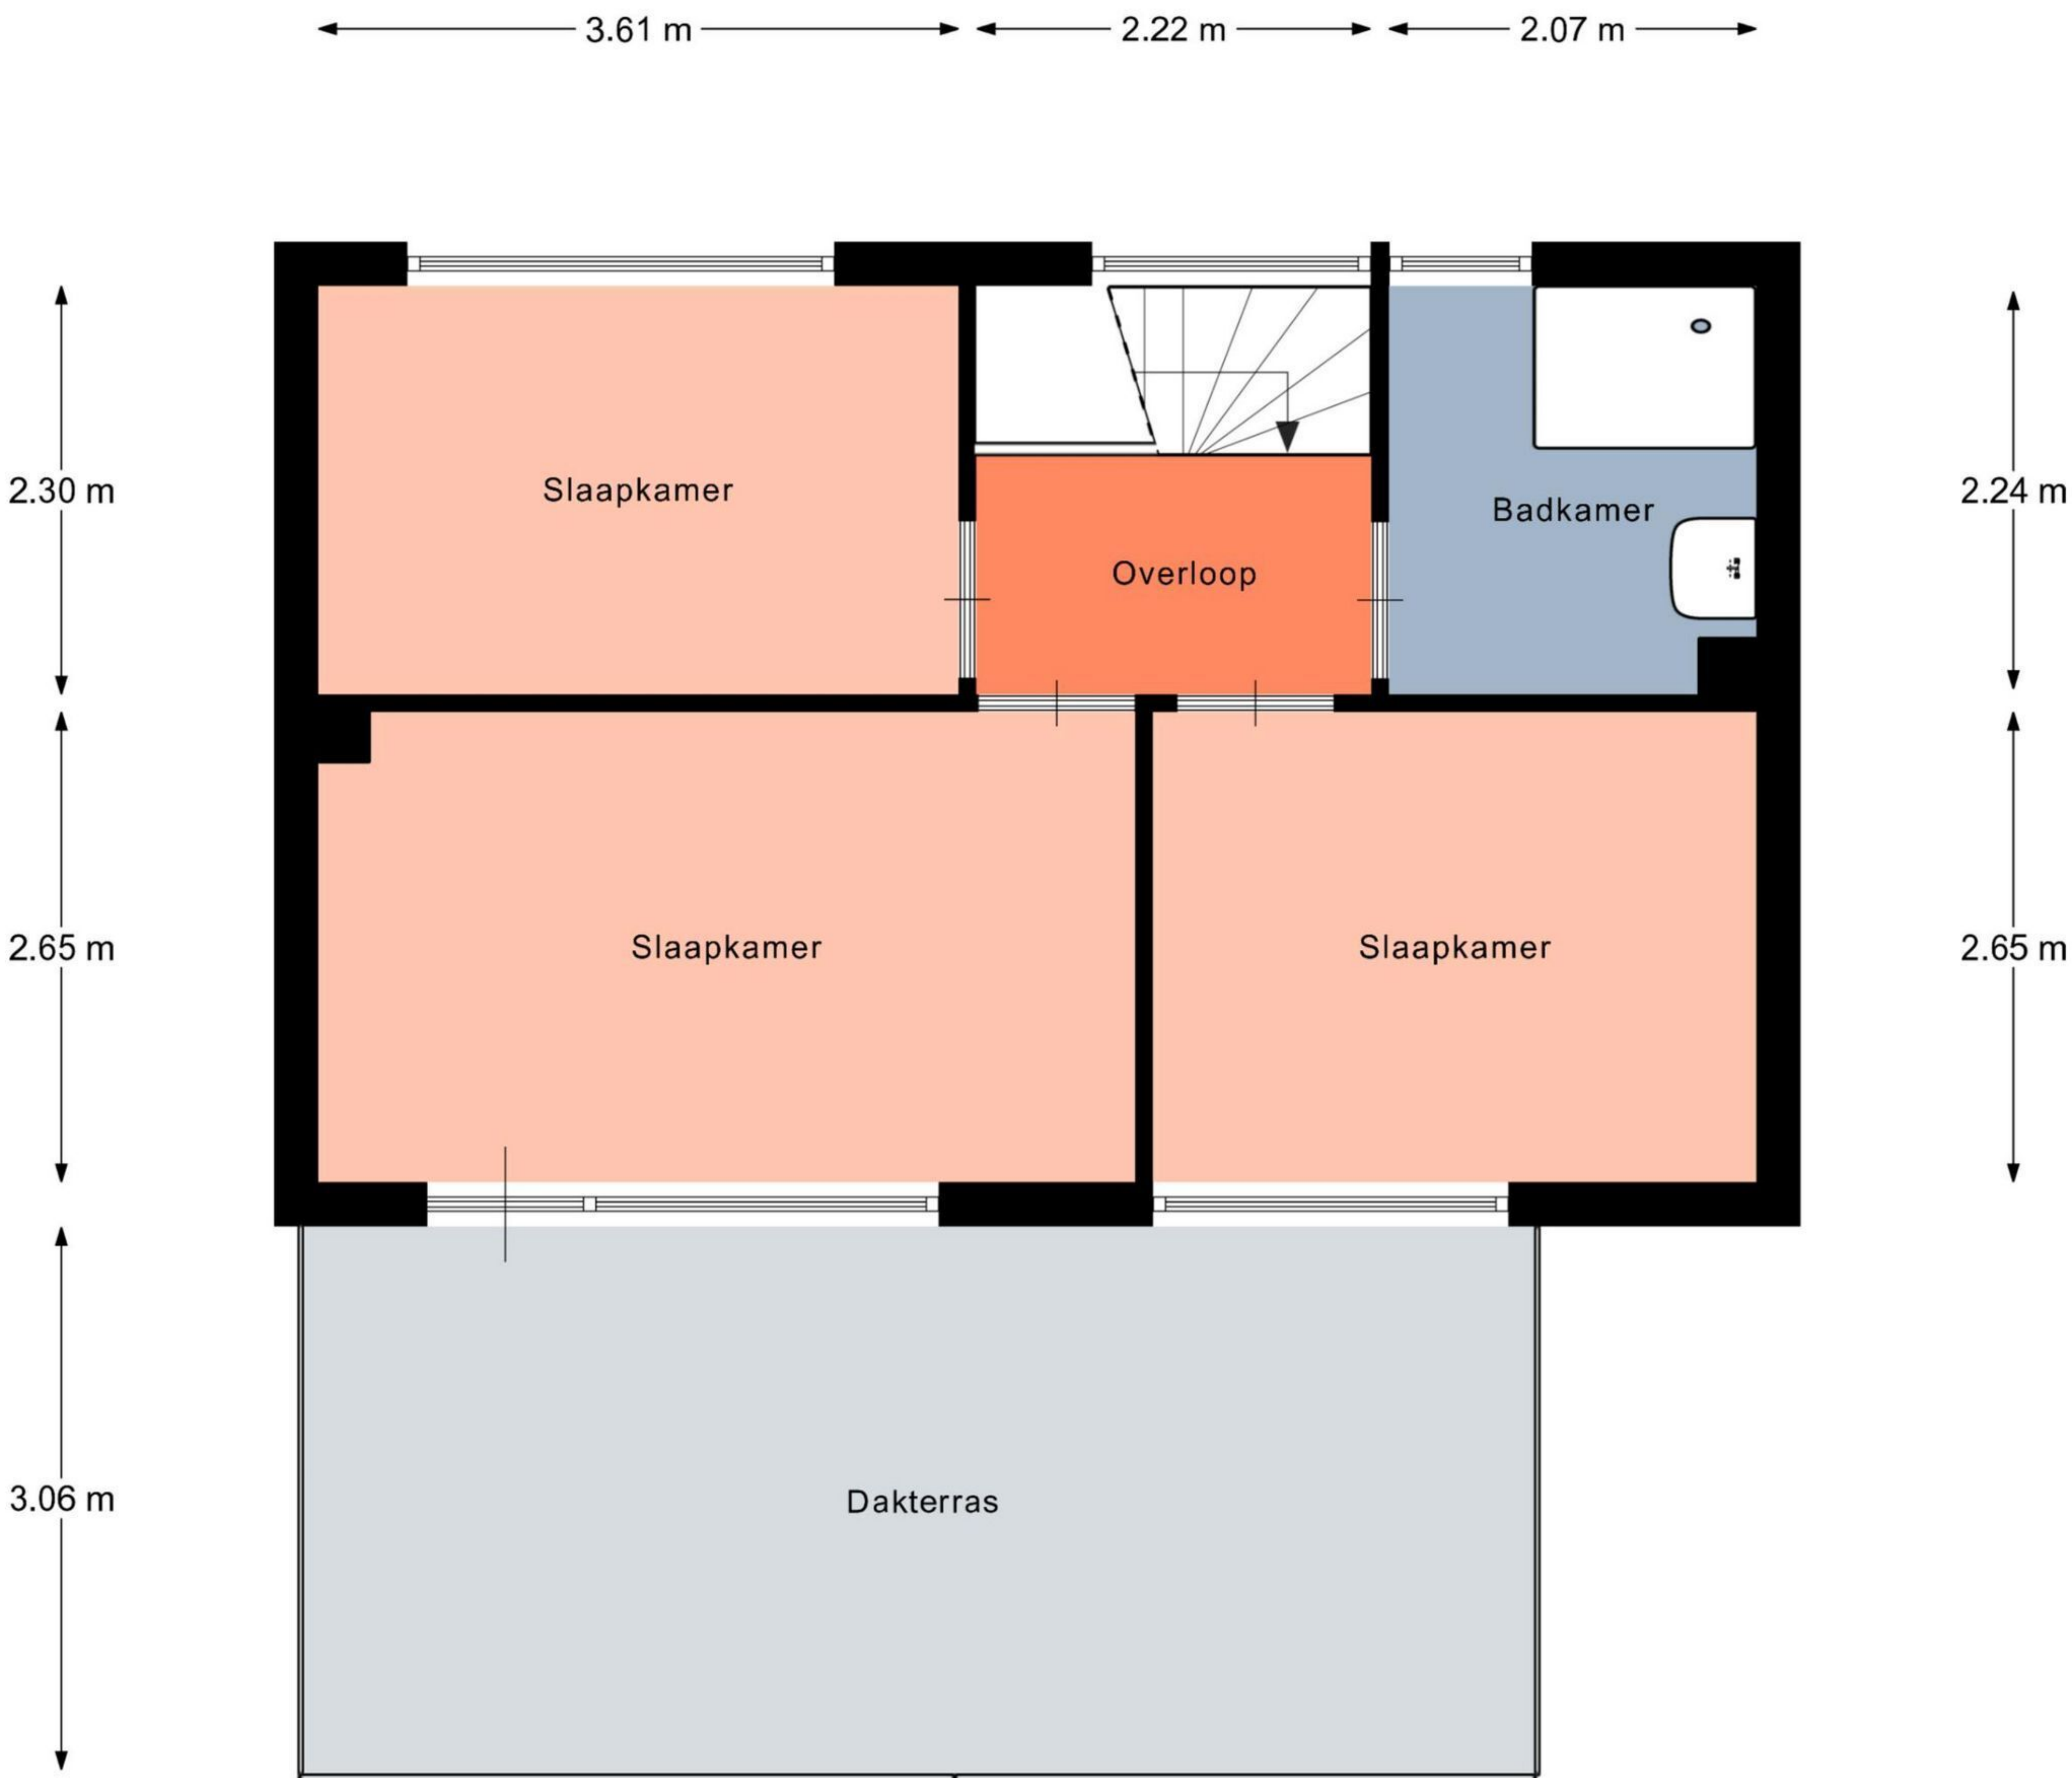 3.61 m 2.22 m 2.07 m
2.30 m Slaapkamer Badkamer 2.24 m
Overloop
2.65 m Slaapkamer Slaapkamer 2.65 m
3.06 m Dakterras